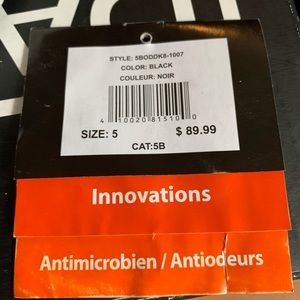 STYLE: 5BODDK8-1007
COLOR: BLACK
COULEUR: NOIR
4 10020 81510 0
SIZE: 5 $ 89.99
CAT:5B
Innovations
Antimicrobien / Antiodeurs